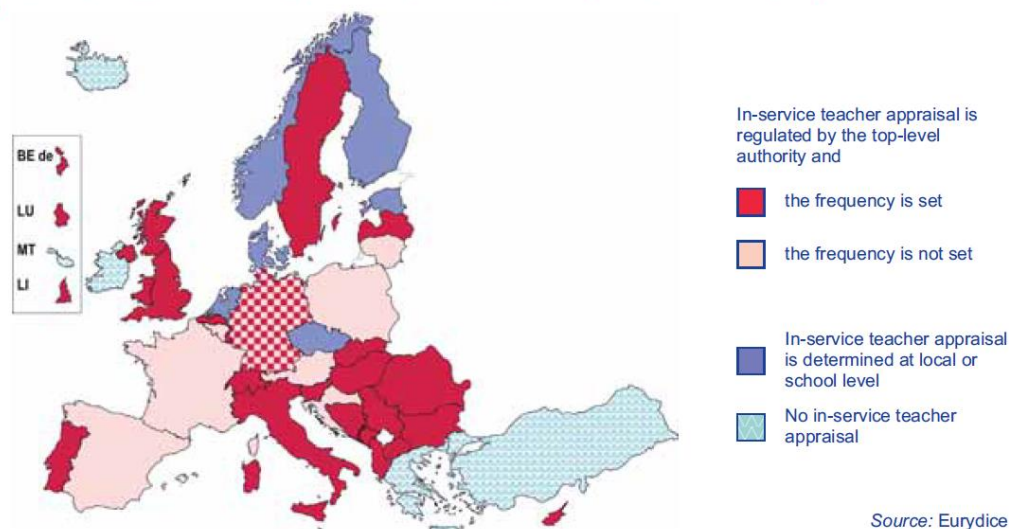 BE de
LU
MT
LI
In-service teacher appraisal is
regulated by the top-level
authority and
the frequency is set
the frequency is not set
In-service teacher appraisal
is determined at local or
school level
No in-service teacher
appraisal
Source: Eurydice